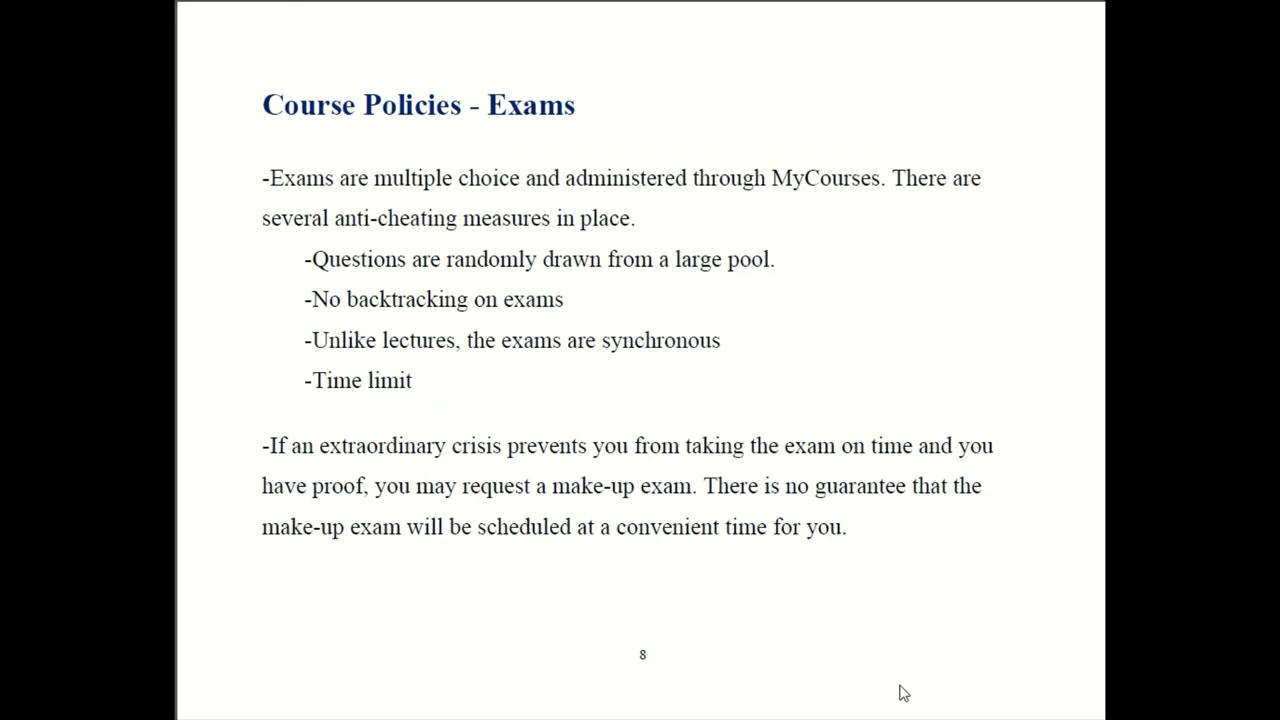 Course Policies - Exams
-Exams are multiple choice and administered through MyCourses. There are
several anti-cheating measures in place.
-Questions are randomly drawn from a large pool.
-No backtracking on exams
-Unlike lectures, the exams are synchronous
-Time limit
-If an extraordinary crisis prevents you from taking the exam on time and you
have proof, you may request a make-up exam. There is no guarantee that the
make-up exam will be scheduled at a convenient time for you.
8